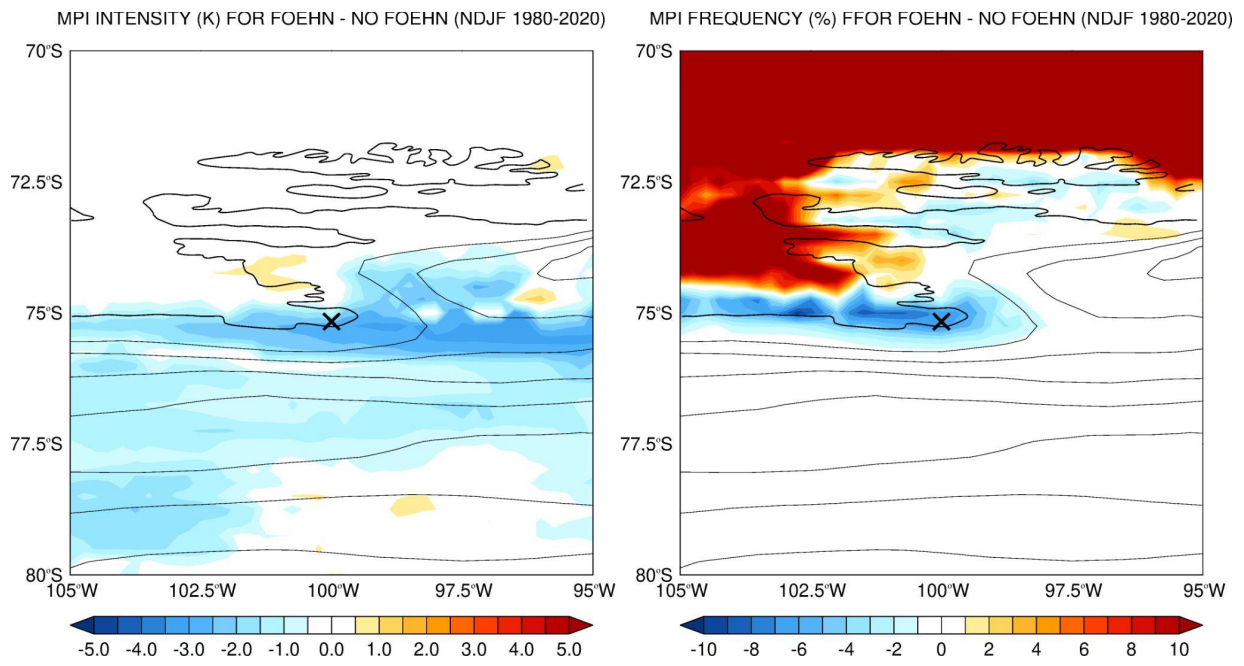 MPI INTENSITY (K) FOR FOEHN - NO FOEHN (NDJF 1980-2020)
70°S
72.5°S
75°S
77.5°S
80°S
105°W 102.5°W 100°W 97.5°W 95°W
-5.0 -4.0 -3.0 -2.0 -1.0 0.0 1.0 2.0 3.0 4.0 5.0
MPI FREQUENCY (%) FFOR FOEHN - NO FOEHN (NDJF 1980-2020)
70°S
72.5°S
75°S
77.5°S
80°S
105°W 102.5°W 100°W 97.5°W 95°W
-10 -8 -6 -4 -2 0 2 4 6 8 10